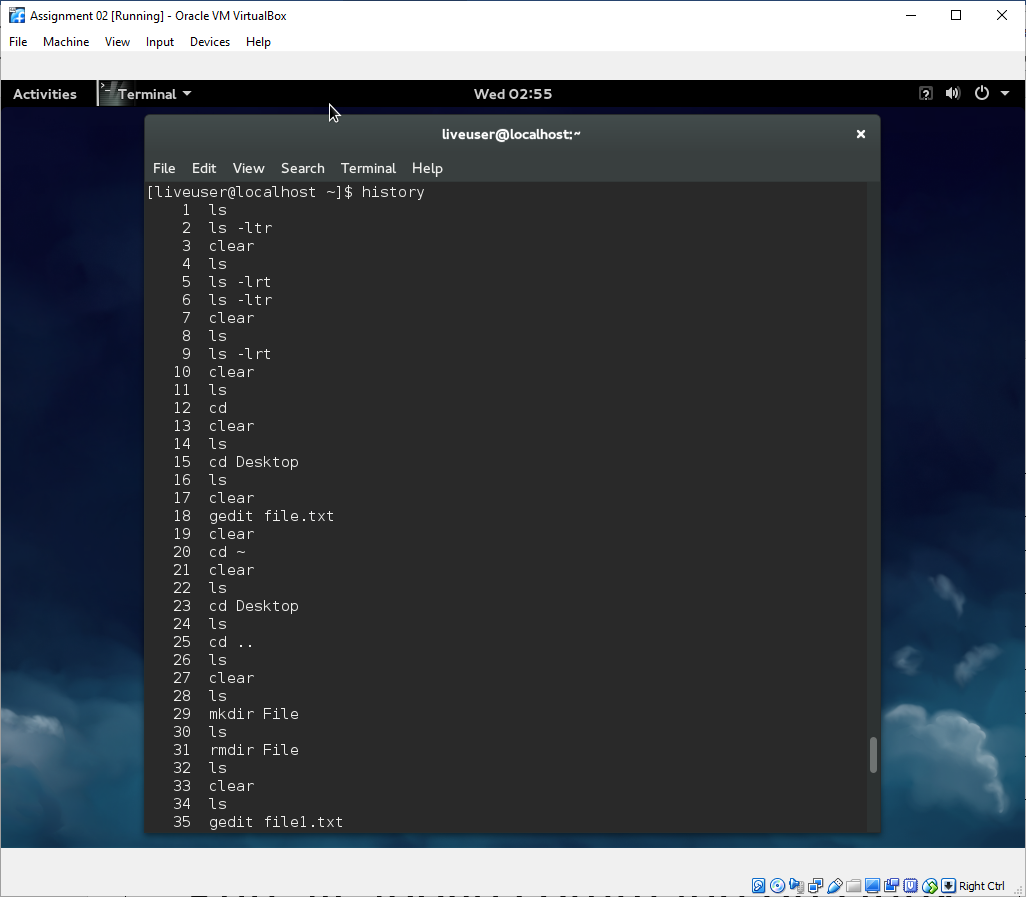 Assignment 02 [Running] - Oracle VM VirtualBox
File Machine View Input Devices Help
Activities Terminal Wed 02:55
liveuser@localhost:~
File Edit View Search Terminal Help
[liveuser@localhost ~]$ history
1 ls
2 ls -ltr
3 clear
4 ls
5 ls -lrt
6 ls -ltr
7 clear
8 ls
9 ls -lrt
10 clear
11 ls
12 cd
13 clear
14 ls
15 cd Desktop
16 ls
17 clear
18 gedit file.txt
19 clear
20 cd ~
21 clear
22 ls
23 cd Desktop
24 ls
25 cd ..
26 ls
27 clear
28 ls
29 mkdir File
30 ls
31 rmdir File
32 ls
33 clear
34 ls
35 gedit file1.txt
Right Ctrl